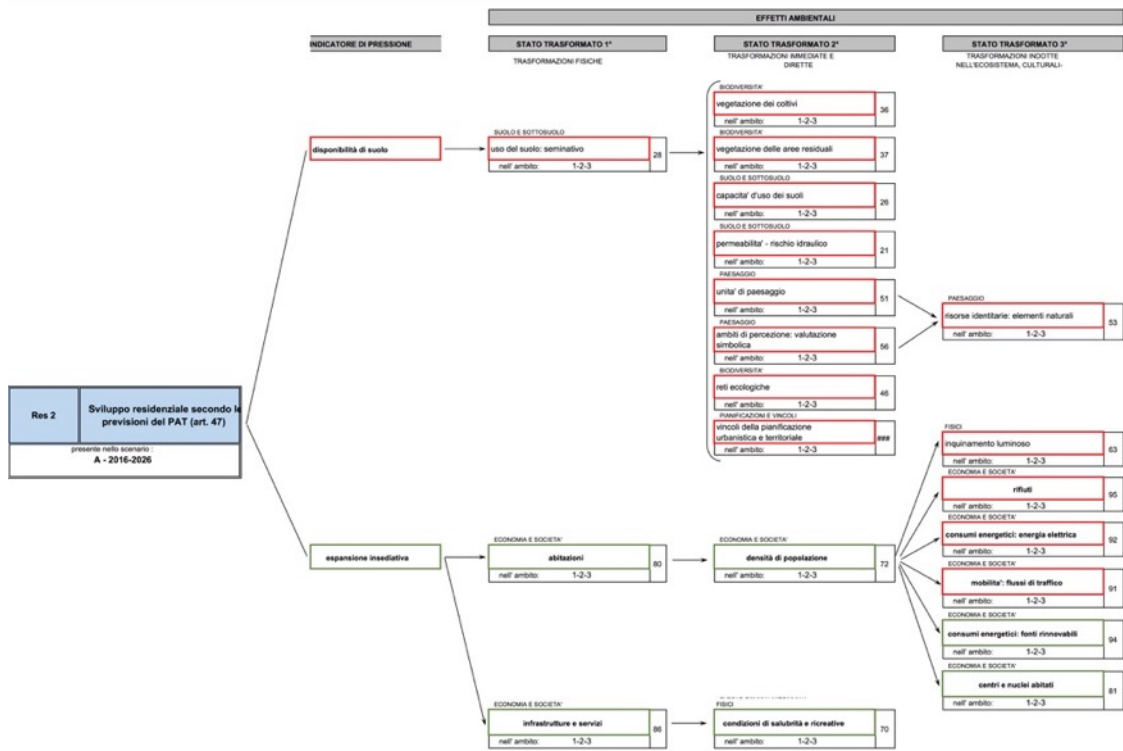 EFFETTI AMBIENTALI
INDICATORE DI PRESSIONE
STATO TRASFORMATO 1°
STATO TRASFORMATO 2°
STATO TRASFORMATO 3°
TRASFORMAZIONI FISICHE
TRASFORMAZIONI IMMEDIATE E
DIRETTE
TRASFORMAZIONI INDOTTE
NELL'ECOSISTEMA, CULTURALI-
disponibilità di suolo
SUOLO E SOTTOSUOLO
uso del suolo: seminativo
28
nell' ambito: 1-2-3
BIODIVERSITA'
vegetazione dei coltivi
36
nell' ambito: 1-2-3
BIODIVERSITA'
vegetazione delle aree residuali
37
nell' ambito: 1-2-3
SUOLO E SOTTOSUOLO
capacita' d'uso dei suoli
26
nell' ambito: 1-2-3
SUOLO E SOTTOSUOLO
permeabilita' - rischio idraulico
21
nell' ambito: 1-2-3
PAESAGGIO
unita' di paesaggio
51
nell' ambito: 1-2-3
PAESAGGIO
ambiti di percezione: valutazione
simbolica
56
nell' ambito: 1-2-3
PAESAGGIO
risorse identitarie: elementi naturali
53
nell' ambito: 1-2-3
BIODIVERSITA'
reti ecologiche
46
nell' ambito: 1-2-3
PIANIFICAZIONI E VINCOLI
vincoli della pianificazione
urbanistica e territoriale
###
nell' ambito: 1-2-3
Res 2
Sviluppo residenziale secondo le
previsioni del PAT (art. 47)
presente nello scenario :
A - 2016-2026
espansione insediativa
ECONOMIA E SOCIETA'
abitazioni
80
nell' ambito: 1-2-3
ECONOMIA E SOCIETA'
densità di popolazione
72
nell' ambito: 1-2-3
FISICI
inquinamento luminoso
63
nell' ambito: 1-2-3
ECONOMIA E SOCIETA'
rifiuti
95
nell' ambito: 1-2-3
ECONOMIA E SOCIETA'
consumi energetici: energia elettrica
92
nell' ambito: 1-2-3
ECONOMIA E SOCIETA'
mobilita': flussi di traffico
91
nell' ambito: 1-2-3
ECONOMIA E SOCIETA'
consumi energetici: fonti rinnovabili
94
nell' ambito: 1-2-3
ECONOMIA E SOCIETA'
centri e nuclei abitati
81
nell' ambito: 1-2-3
ECONOMIA E SOCIETA'
infrastrutture e servizi
86
nell' ambito: 1-2-3
FISICI
condizioni di salubrità e ricreative
70
nell' ambito: 1-2-3